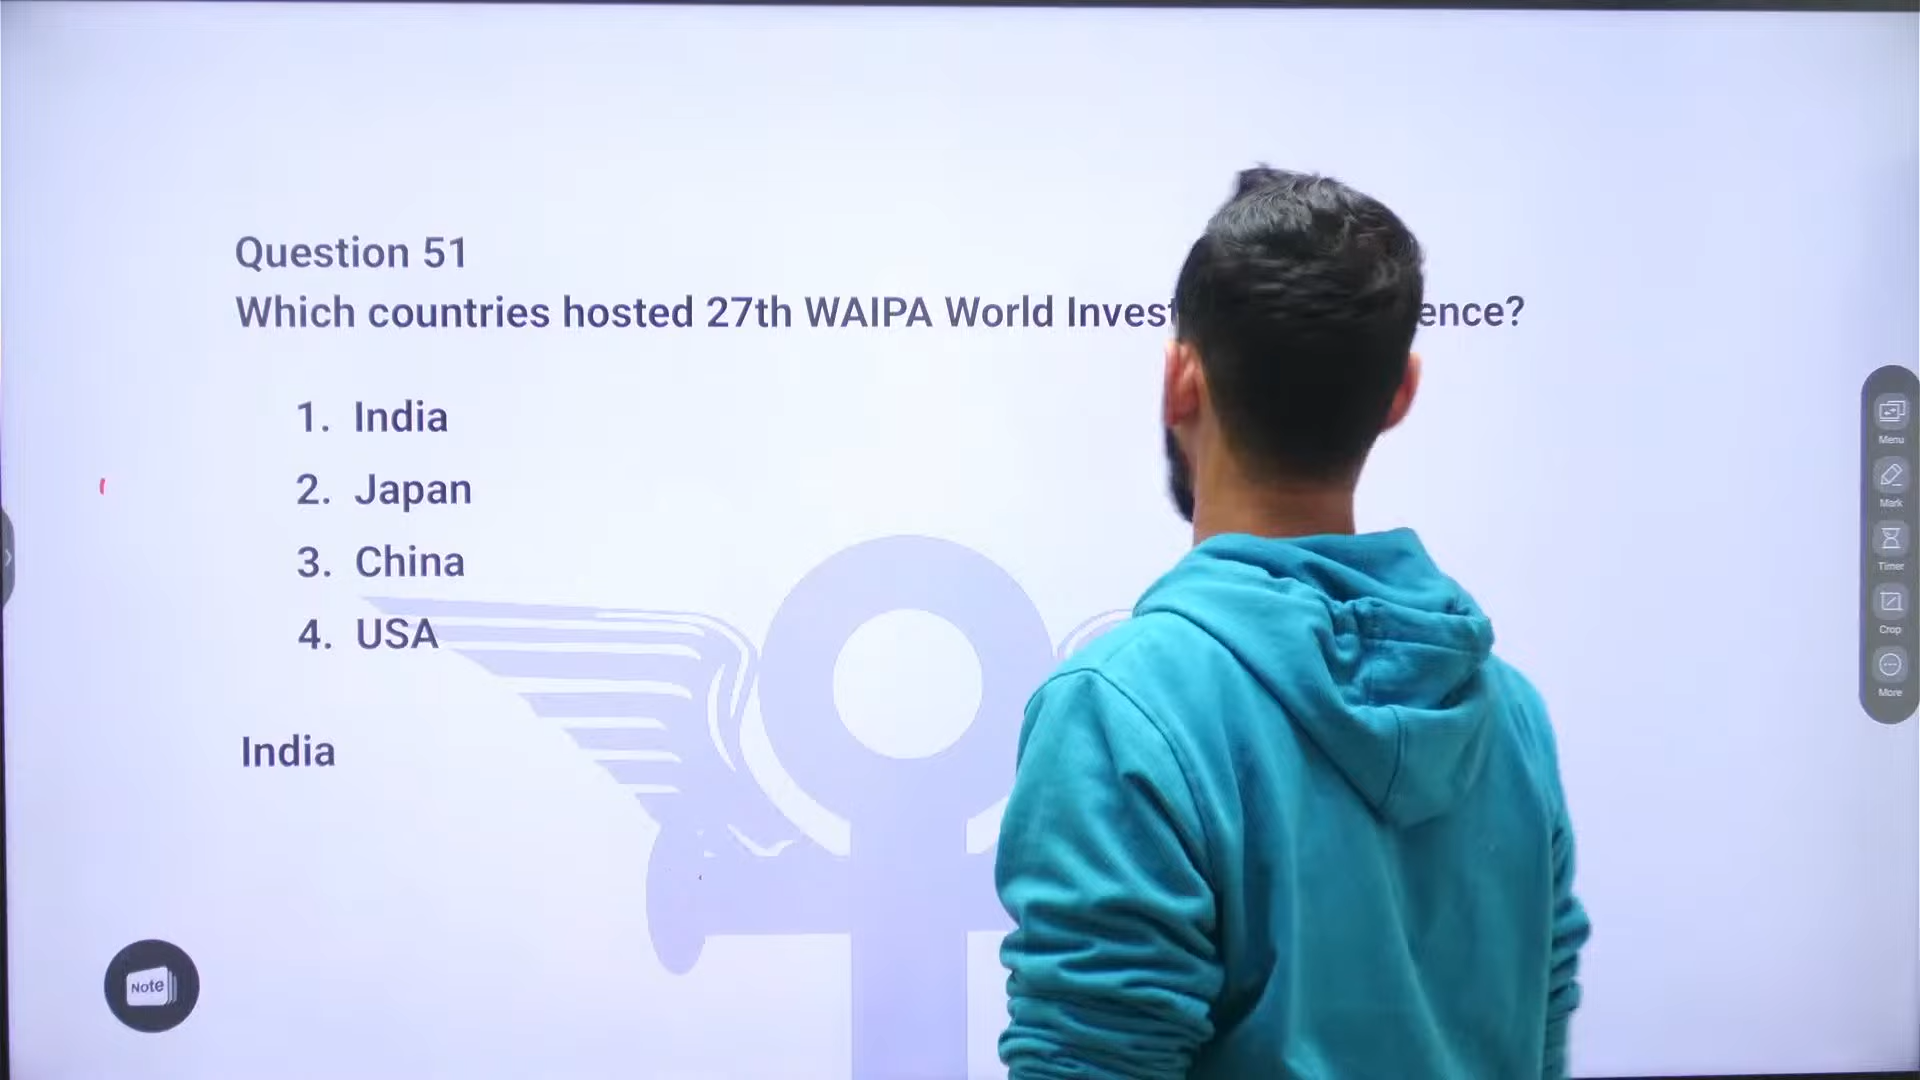 Question 51
Which countries hosted 27th WAIPA World Invest ence?
1. India
2. Japan
3. China
4. USA
India
Menu
Mark
Timer
Crop
More
Note